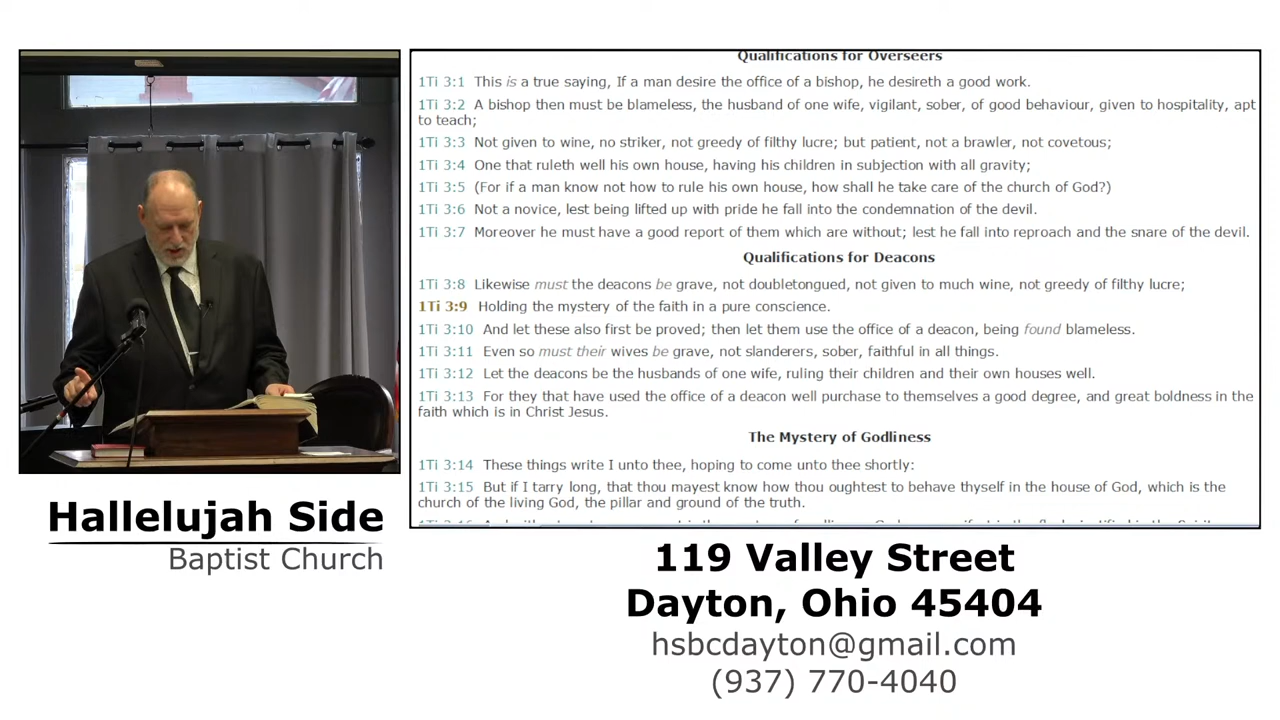 Qualifications for Overseers
1Ti 3:1 This is a true saying, If a man desire the office of a bishop, he desireth a good work.
1Ti 3:2 A bishop then must be blameless, the husband of one wife, vigilant, sober, of good behaviour, given to hospitality, apt
to teach;
1Ti 3:3 Not given to wine, no striker, not greedy of filthy lucre; but patient, not a brawler, not covetous;
1Ti 3:4 One that ruleth well his own house, having his children in subjection with all gravity;
1Ti 3:5 (For if a man know not how to rule his own house, how shall he take care of the church of God?)
1Ti 3:6 Not a novice, lest being lifted up with pride he fall into the condemnation of the devil.
1Ti 3:7 Moreover he must have a good report of them which are without; lest he fall into reproach and the snare of the devil.
Qualifications for Deacons
1Ti 3:8 Likewise must the deacons be grave, not doubletongued, not given to much wine, not greedy of filthy lucre;
1Ti 3:9 Holding the mystery of the faith in a pure conscience.
1Ti 3:10 And let these also first be proved; then let them use the office of a deacon, being found blameless.
1Ti 3:11 Even so must their wives be grave, not slanderers, sober, faithful in all things.
1Ti 3:12 Let the deacons be the husbands of one wife, ruling their children and their own houses well.
1Ti 3:13 For they that have used the office of a deacon well purchase to themselves a good degree, and great boldness in the
faith which is in Christ Jesus.
The Mystery of Godliness
1Ti 3:14 These things write I unto thee, hoping to come unto thee shortly:
1Ti 3:15 But if I tarry long, that thou mayest know how thou oughtest to behave thyself in the house of God, which is the
church of the living God, the pillar and ground of the truth.
Hallelujah Side
Baptist Church
119 Valley Street
Dayton, Ohio 45404
hsbcdayton@gmail.com
(937) 770-4040